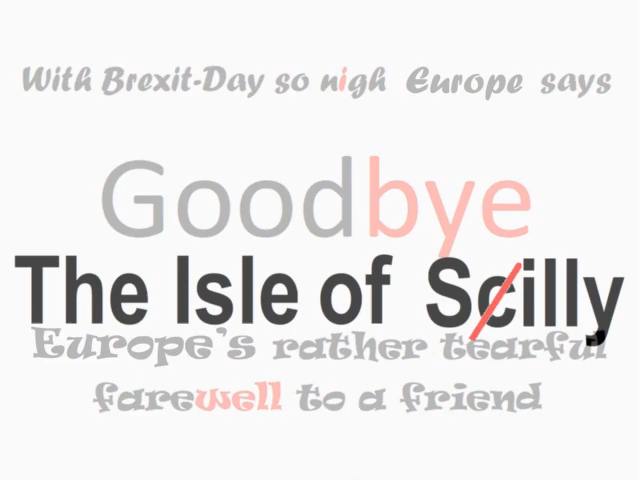 With Brexit-Day so nigh Europe says
Goodbye
The Isle of Scilly
Europe's rather tearful
farewell to a friend